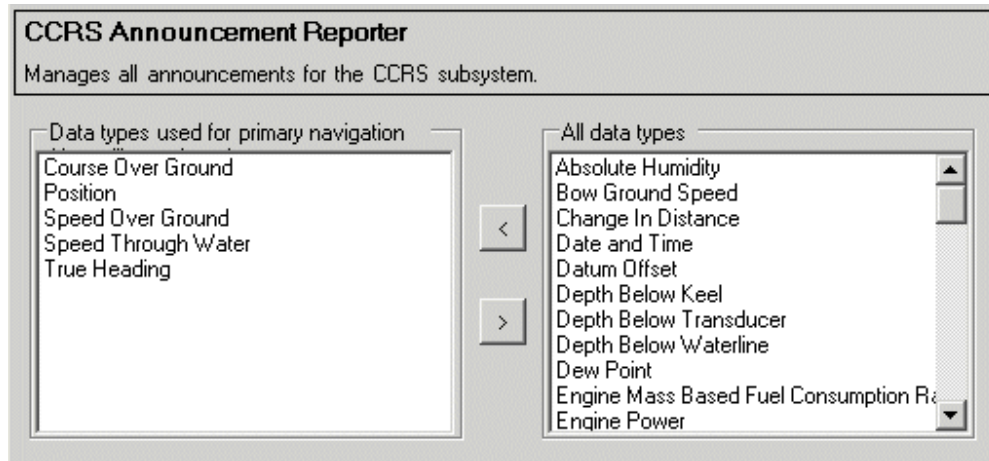 CCRS Announcement Reporter
Manages all announcements for the CCRS subsystem.
Data types used for primary navigation
Course Over Ground
Position
Speed Over Ground
Speed Through Water
True Heading
<
>
All data types
Absolute Humidity
Bow Ground Speed
Change In Distance
Date and Time
Datum Offset
Depth Below Keel
Depth Below Transducer
Depth Below Waterline
Dew Point
Engine Mass Based Fuel Consumption
Engine Power